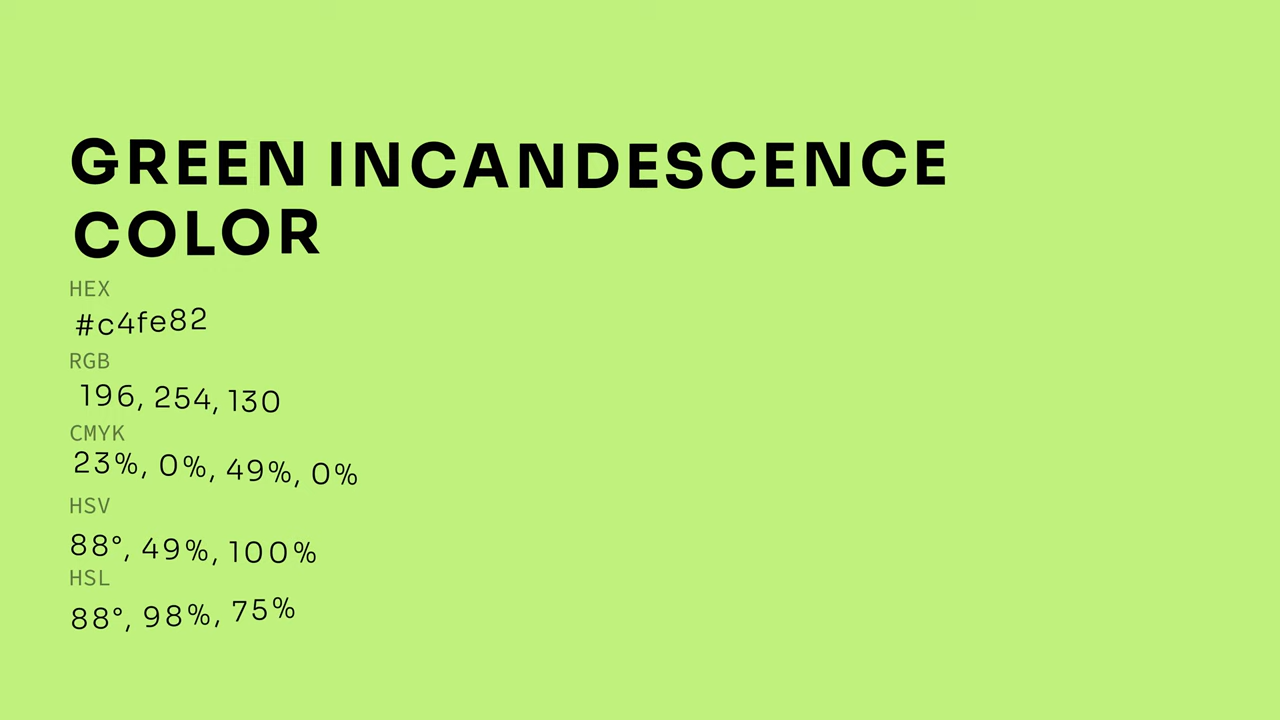 GREEN INCANDESCENCE
COLOR
HEX
#c4fe82
RGB
196, 254, 130
CMYK
23%, 0%, 49%, 0%
HSV
88°, 49%, 100%
HSL
88°, 98%, 75%